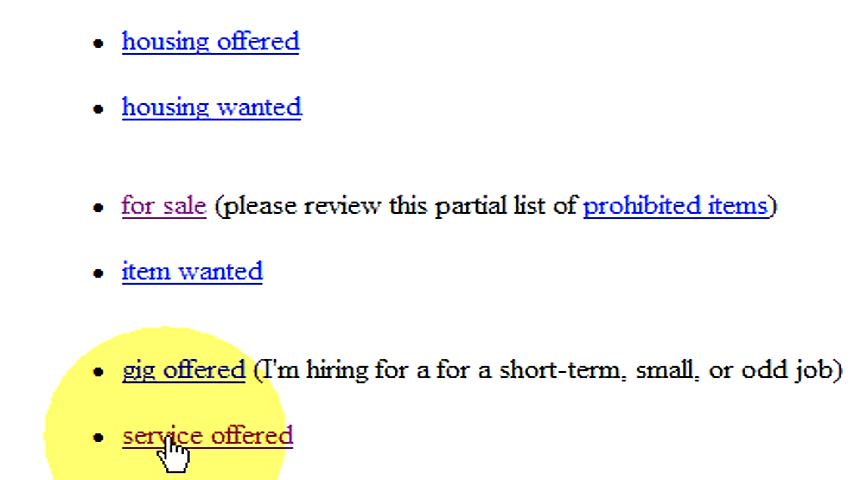 housing offered
housing wanted
for sale (please review this partial list of prohibited items)
item wanted
gig offered (I'm hiring for a for a short-term, small, or odd job)
service offered